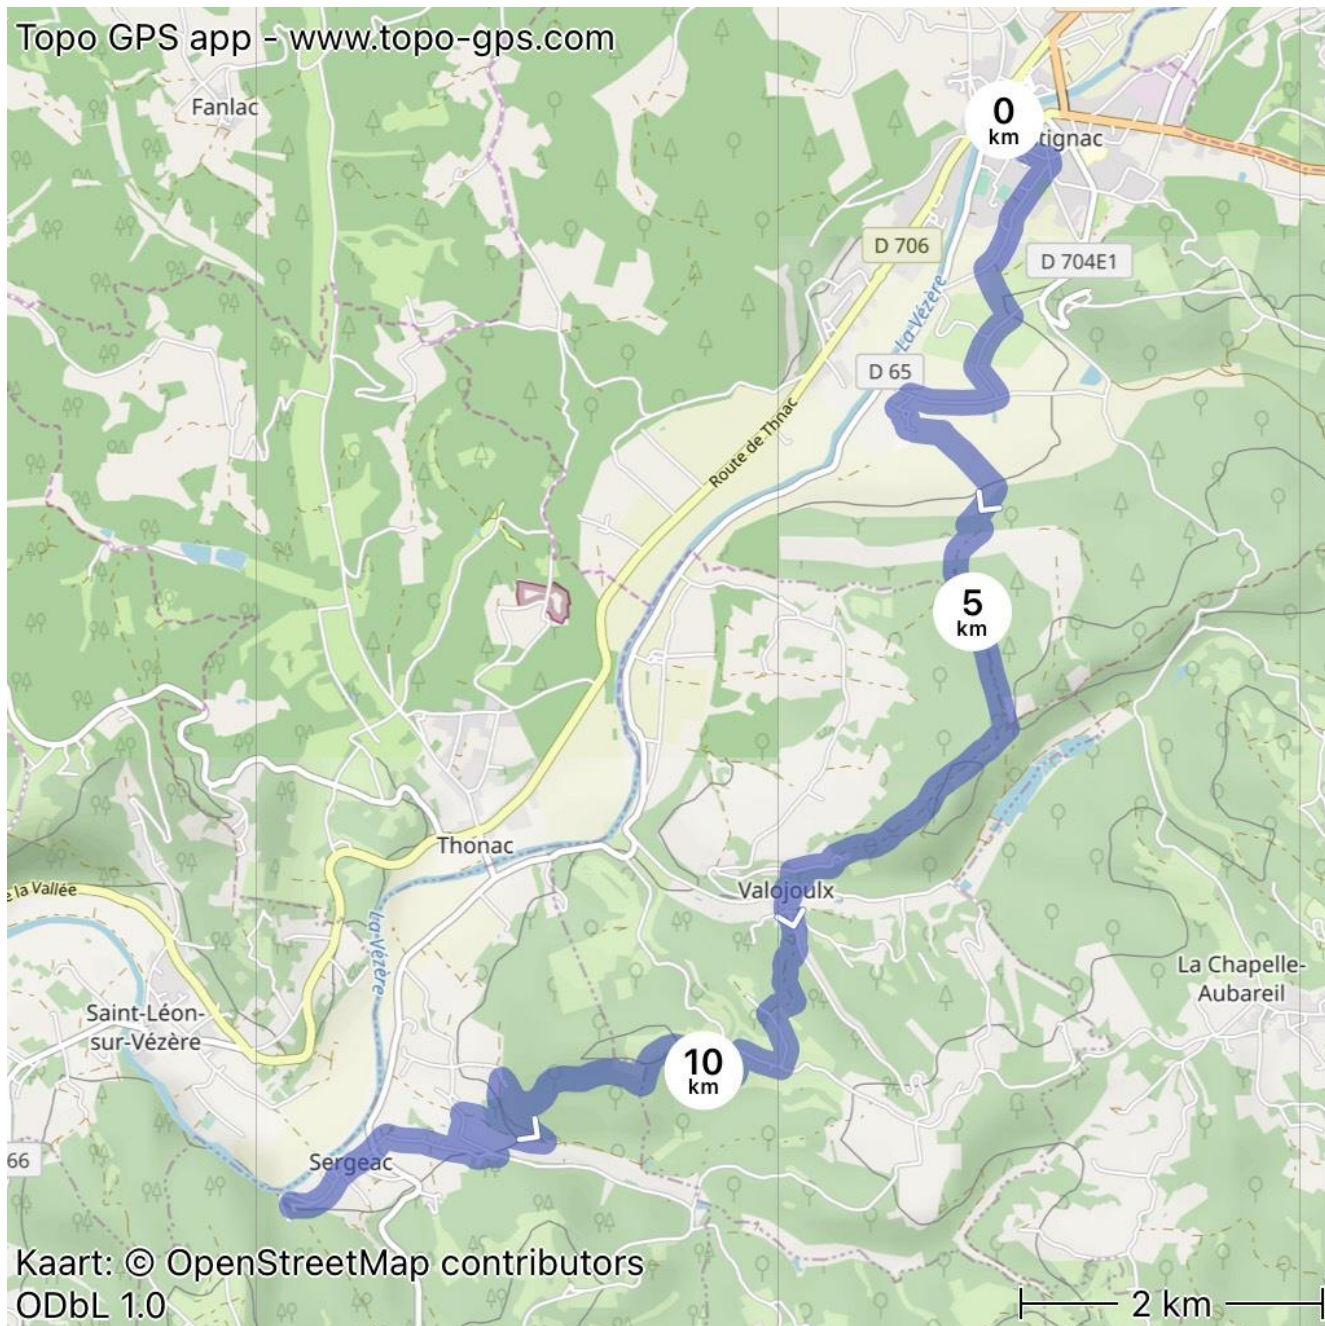 Topo GPS app - www.topo-gps.com
Fanlac
0
km
tignac
D 706
D 704E1
La Vézère
D 65
Route de Thnac
5
km
Thonac
Valojoulx
e la Vallée
La Vézère
La Chapelle-
Aubareil
Saint-Léon-
sur-Vézère
10
km
66
Sergeac
Kaart: © OpenStreetMap contributors
ODbL 1.0
2 km